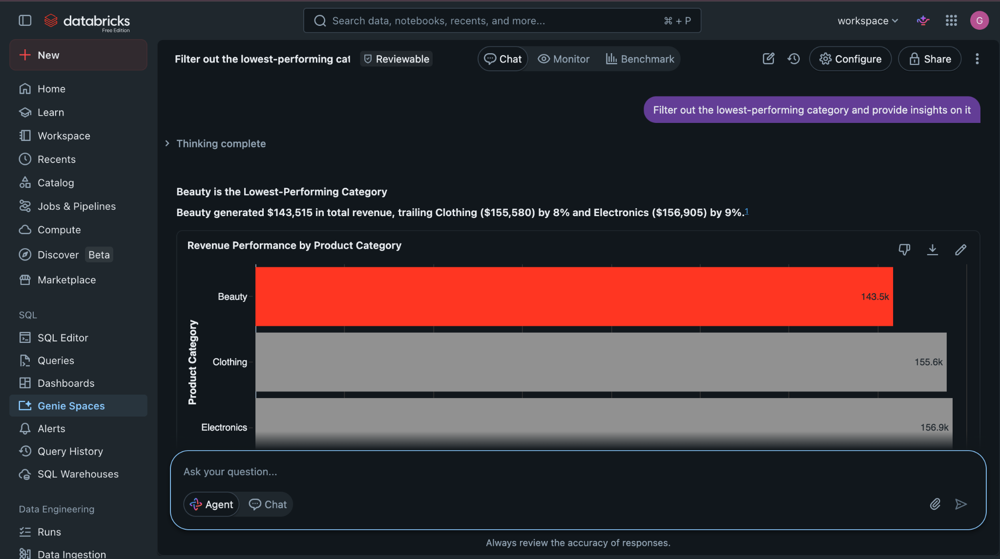 databricks
Free Edition
Search data, notebooks, recents, and more...
⌘ + P
workspace
G
New
Home
Learn
Workspace
Recents
Catalog
Jobs & Pipelines
Compute
Discover Beta
Marketplace
SQL
SQL Editor
Queries
Dashboards
Genie Spaces
Alerts
Query History
SQL Warehouses
Data Engineering
Runs
Data Ingestion
Filter out the lowest-performing cat
Reviewable
Chat
Monitor
Benchmark
Configure
Share
Filter out the lowest-performing category and provide insights on it
Thinking complete
Beauty is the Lowest-Performing Category
Beauty generated $143,515 in total revenue, trailing Clothing ($155,580) by 8% and Electronics ($156,905) by 9%.1
Revenue Performance by Product Category
Product Category
Beauty
143.5k
Clothing
155.6k
Electronics
156.9k
Ask your question...
Agent
Chat
Always review the accuracy of responses.